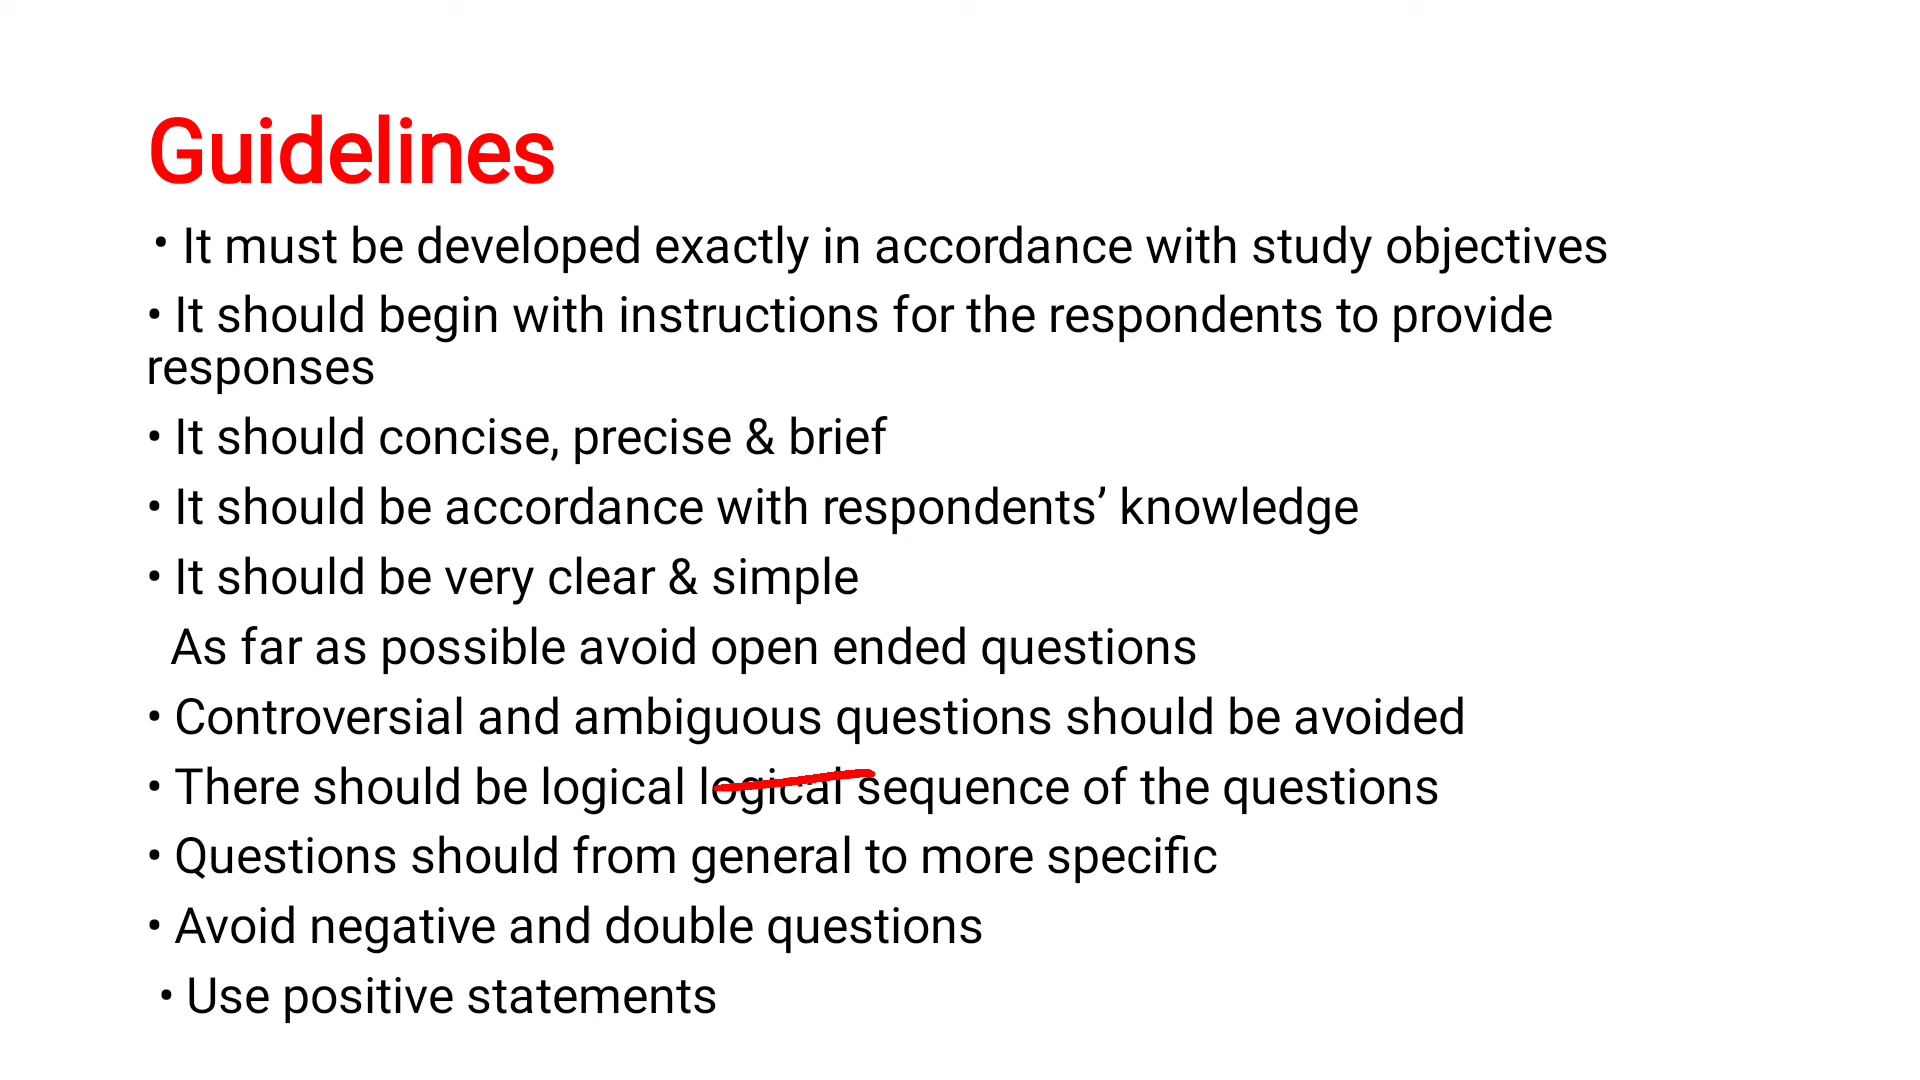 Guidelines
• It must be developed exactly in accordance with study objectives
• It should begin with instructions for the respondents to provide
responses
• It should concise, precise & brief
• It should be accordance with respondents’ knowledge
• It should be very clear & simple
As far as possible avoid open ended questions
• Controversial and ambiguous questions should be avoided
• There should be logical logical sequence of the questions
• Questions should from general to more specific
• Avoid negative and double questions
• Use positive statements